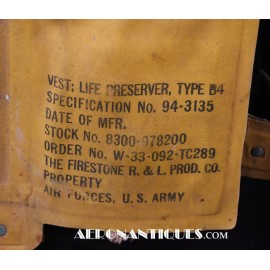 VEST; LIFE PRESERVER, TYPE B4
SPECIFICATION No. 94-3135
DATE OF MFR.
STOCK No. 8300-978200
ORDER No. W-33-092-TC289
THE FIRESTONE R. & L. PROD. CO.
PROPERTY
AIR FORCES, U.S. ARMY
AERONANTIQUES.COM